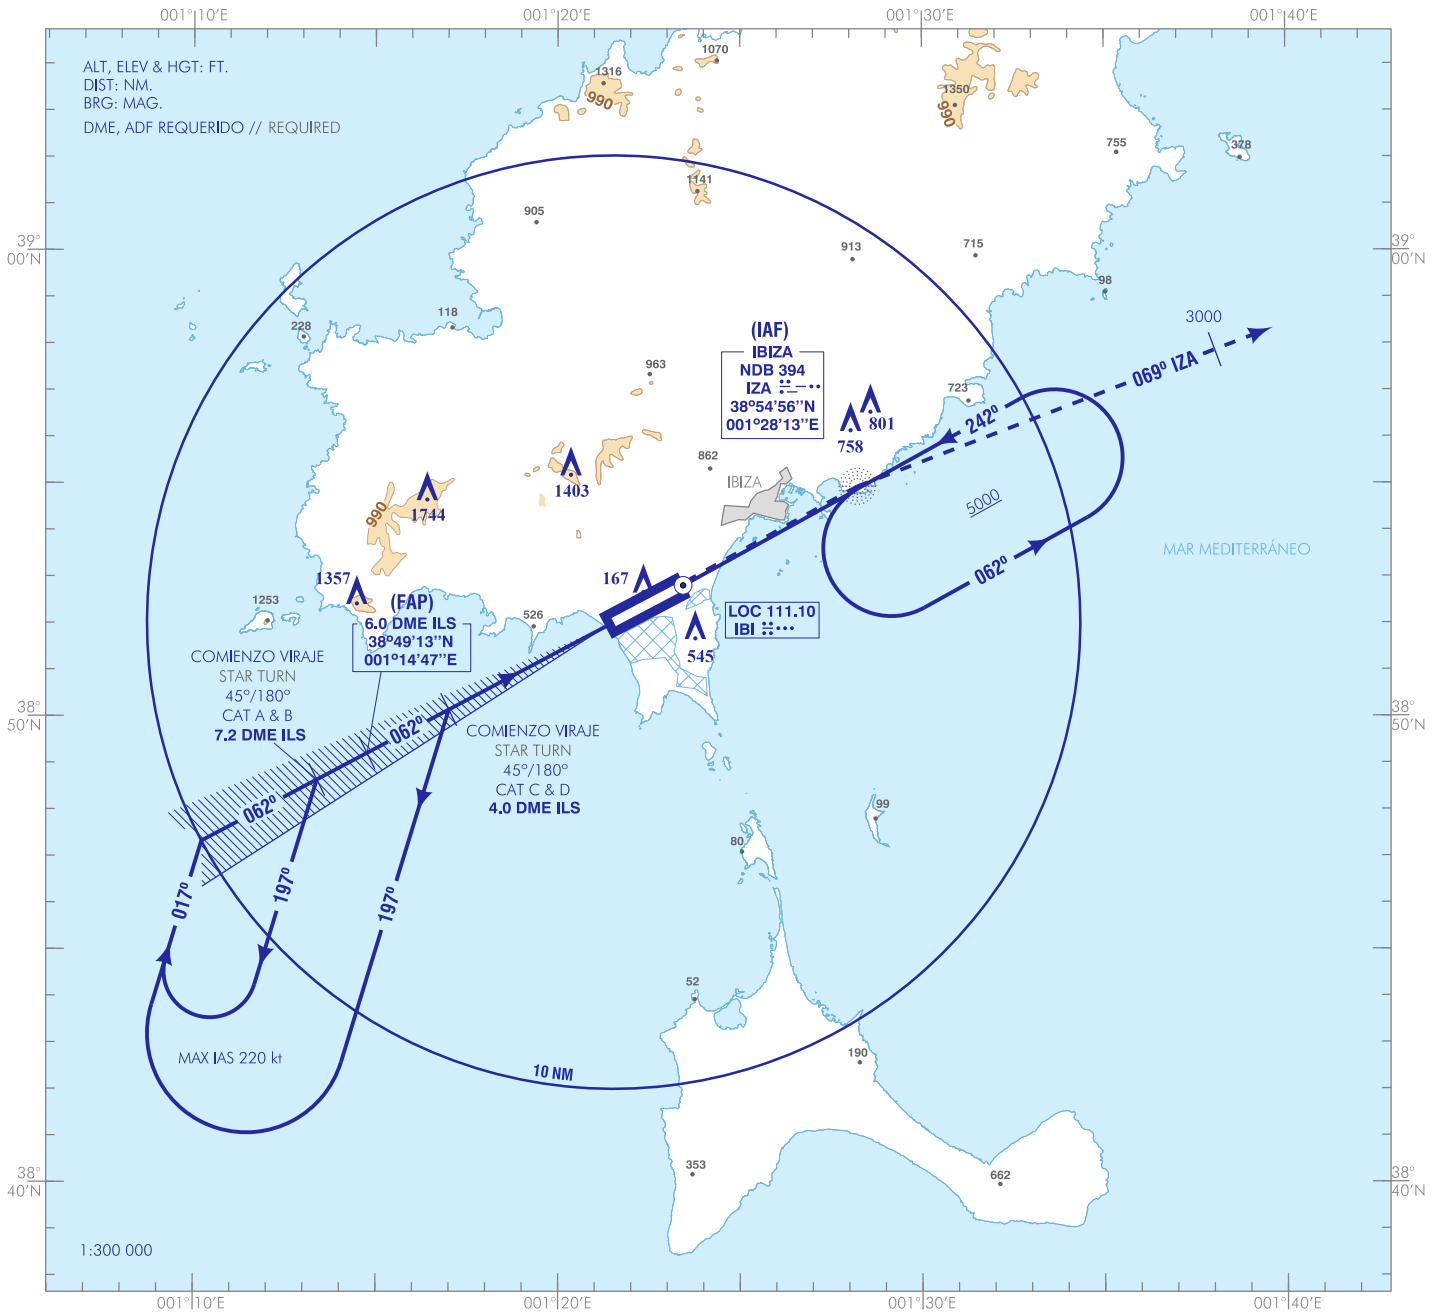 001°10'E
001°20'E
001°30'E
001°40'E
ALT, ELEV & HGT: FT.
DIST: NM.
BRG: MAG.
DME, ADF REQUERIDO // REQUIRED
1070
1316
990
1350
990
755
378
1141
905
913
715
39°
00'N
39°
00'N
98
228
118
3000
(IAF)
IBIZA
NDB 394
IZA
38°54'56''N
001°28'13''E
069° IZA
963
723
242°
801
758
862
IBIZA
1403
1744
990
5000
MAR MEDITERRÁNEO
062°
1357
167
(FAP)
6.0 DME ILS
38°49'13''N
001°14'47''E
1253
526
LOC 111.10
IBI
545
COMIENZO VIRAJE
STAR TURN
45°/180°
CAT A & B
7.2 DME ILS
38°
50'N
38°
50'N
062°
COMIENZO VIRAJE
STAR TURN
45°/180°
CAT C & D
4.0 DME ILS
062°
99
80
017°
197°
197°
52
MAX IAS 220 kt
190
10 NM
353
662
38°
40'N
38°
40'N
1:300 000
001°10'E
001°20'E
001°30'E
001°40'E